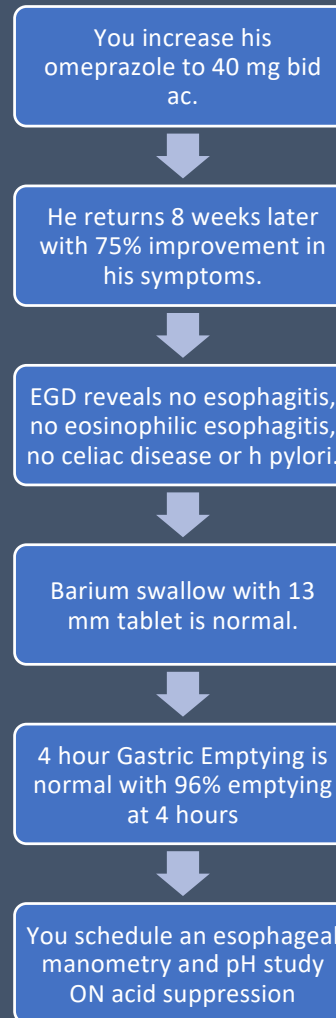 You increase his
omeprazole to 40 mg bid
ac.
He returns 8 weeks later
with 75% improvement in
his symptoms.
EGD reveals no esophagitis,
no eosinophilic esophagitis,
no celiac disease or h pylori.
Barium swallow with 13
mm tablet is normal.
4 hour Gastric Emptying is
normal with 96% emptying
at 4 hours
You schedule an esophageal
manometry and pH study
ON acid suppression